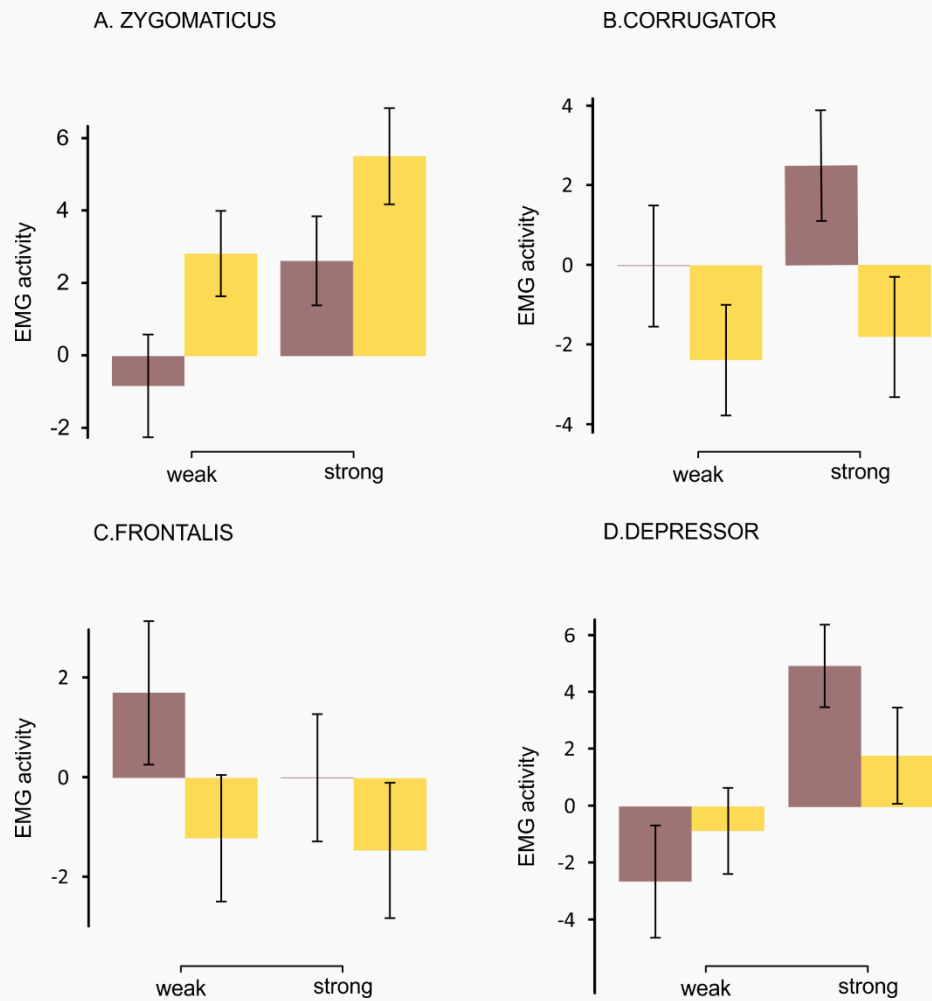 A. ZYGOMATICUS
EMG activity
6
4
2
0
-2
weak
strong
B.CORRUGATOR
EMG activity
4
2
0
-2
-4
weak
strong
C.FRONTALIS
EMG activity
2
0
-2
weak
strong
D.DEPRESSOR
EMG activity
6
4
2
0
-2
-4
weak
strong